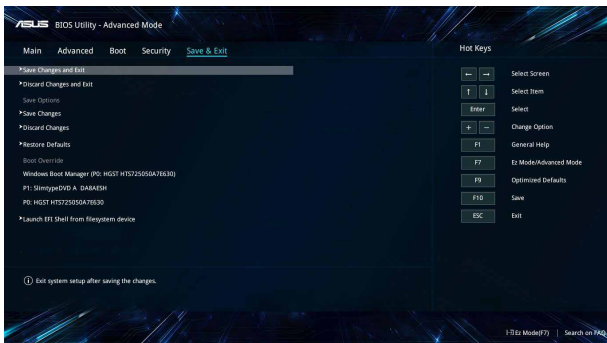 ASUS BIOS Utility - Advanced Mode
Main Advanced Boot Security Save & Exit
Hot Keys
Save Changes and Exit
Discard Changes and Exit
Save Options
Save Changes
Discard Changes
Restore Defaults
Boot Override
Windows Boot Manager (P0: HGST HTS725050A7E630)
P1: SlimtypeDVD A DA8AESH
P0: HGST HTS725050A7E630
Launch EFI Shell from filesystem device
← → Select Screen
↑ ↓ Select Item
Enter Select
+ − Change Option
F1 General Help
F7 Ez Mode/Advanced Mode
F9 Optimized Defaults
F10 Save
ESC Exit
Exit system setup after saving the changes.
Ez Mode(F7) | Search on FAQ